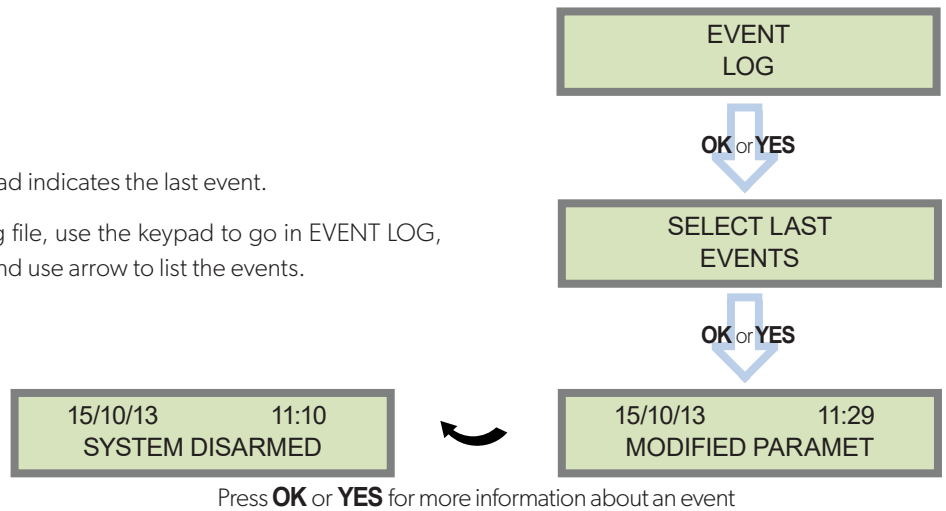 EVENT
LOG
OK or YES
ad indicates the last event.
g file, use the keypad to go in EVENT LOG,
nd use arrow to list the events.
SELECT LAST
EVENTS
OK or YES
15/10/13 11:10
SYSTEM DISARMED
15/10/13 11:29
MODIFIED PARAMET
Press OK or YES for more information about an event